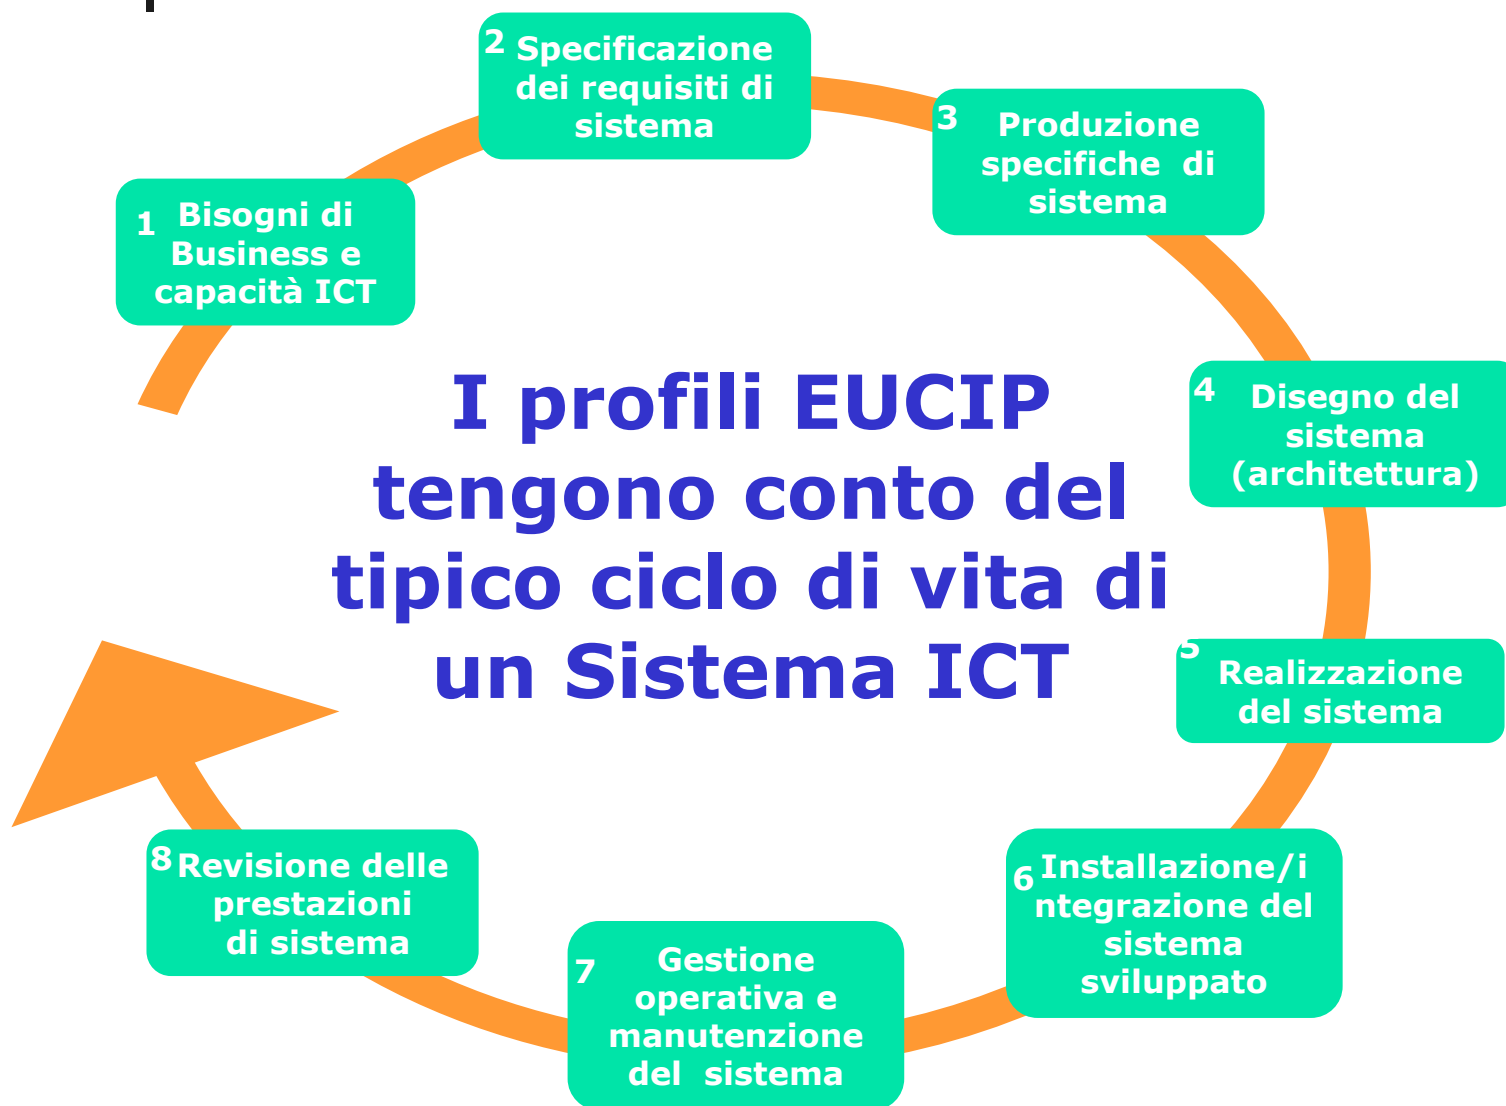 1
Bisogni di
Business e
capacità ICT
2
Specificazione
dei requisiti di
sistema
3
Produzione
specifiche  di
sistema
4
Disegno del
sistema
(architettura)
5
Realizzazione
del sistema
6
Installazione/i
ntegrazione del
sistema
sviluppato
7
Gestione
operativa e
manutenzione
del  sistema
8
Revisione delle
prestazioni
di sistema
I profili EUCIP
tengono conto del
tipico ciclo di vita di
un Sistema ICT